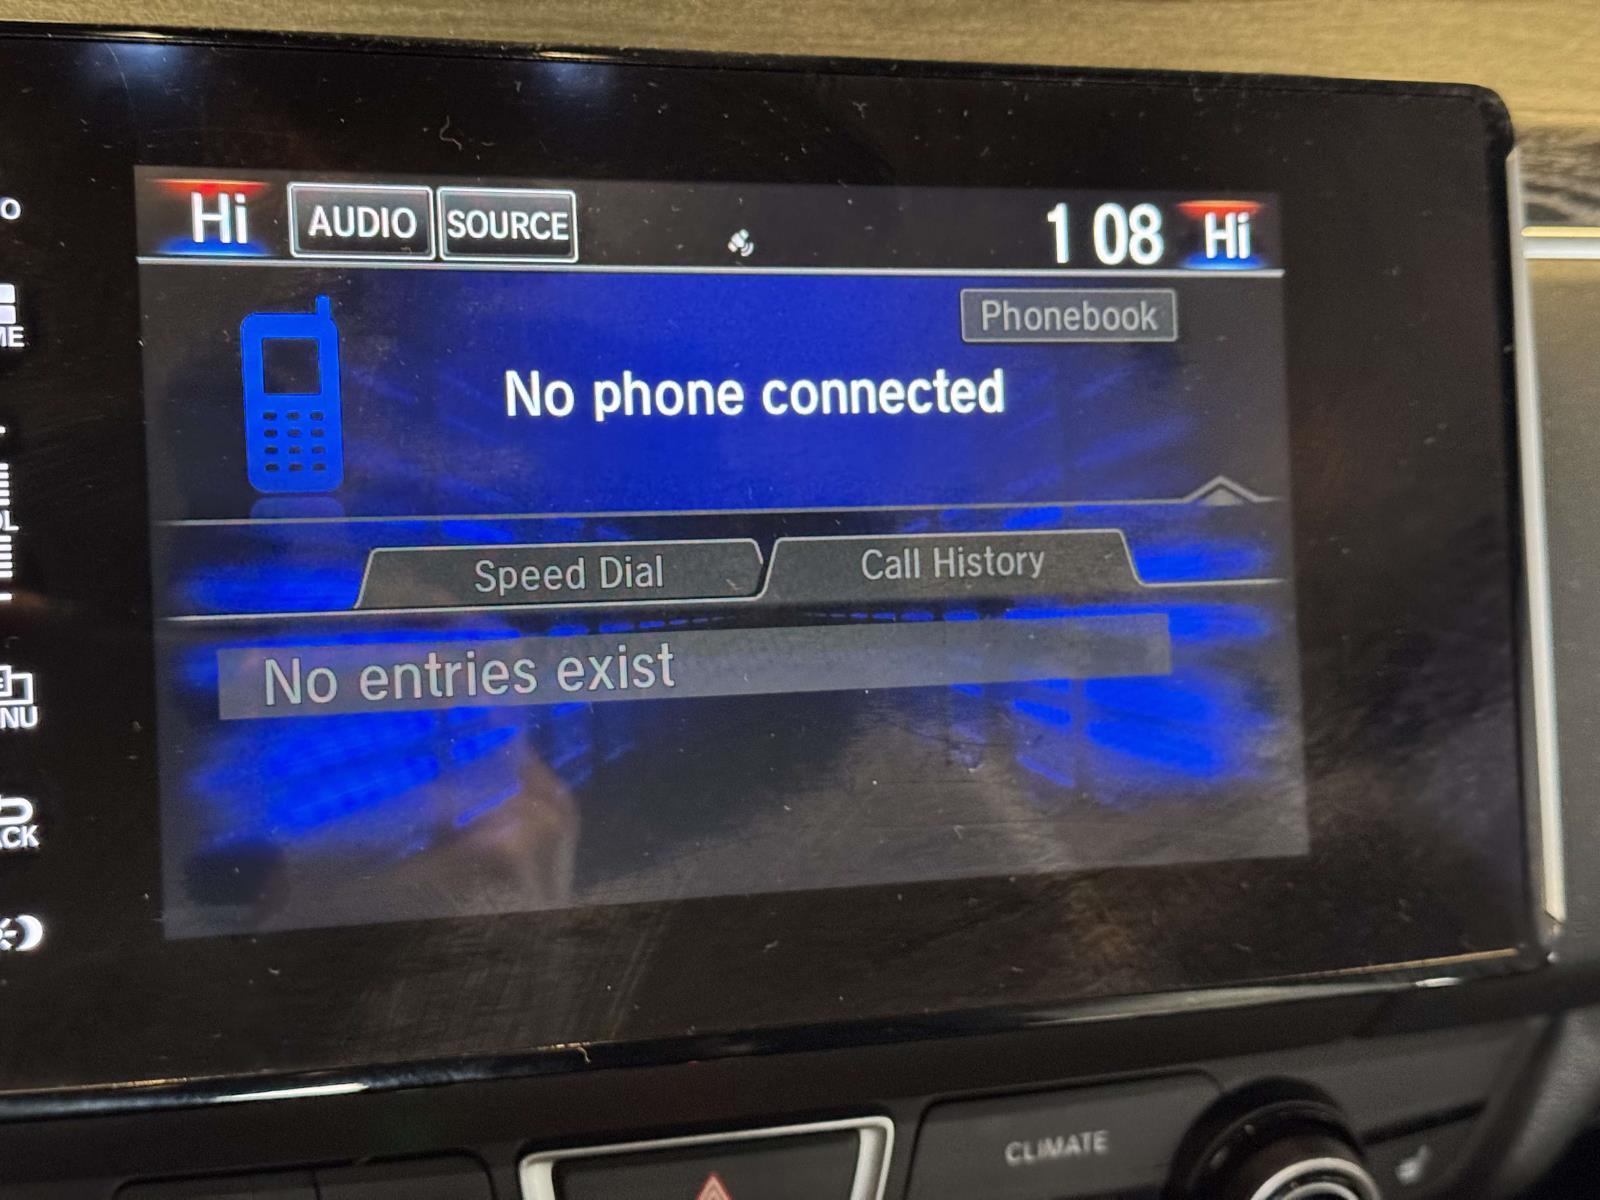 Hi AUDIO SOURCE 1 08 Hi
Phonebook
No phone connected
Speed Dial Call History
No entries exist
CLIMATE